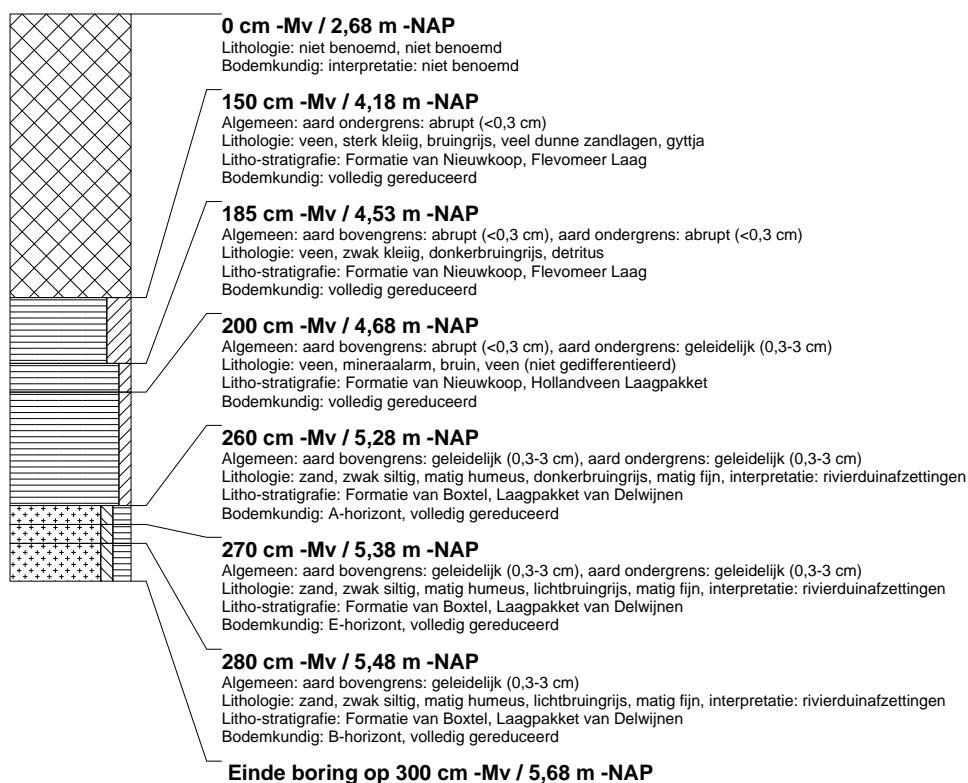 0 cm -Mv / 2,68 m -NAP
Lithologie: niet benoemd, niet benoemd
Bodemkundig: interpretatie: niet benoemd
150 cm -Mv / 4,18 m -NAP
Algemeen: aard ondergrens: abrupt (<0,3 cm)
Lithologie: veen, sterk kleiig, bruingrijs, veel dunne zandlagen, gyttja
Litho-stratigrafie: Formatie van Nieuwkoop, Flevomeer Laag
Bodemkundig: volledig gereduceerd
185 cm -Mv / 4,53 m -NAP
Algemeen: aard bovengrens: abrupt (<0,3 cm), aard ondergrens: abrupt (<0,3 cm)
Lithologie: veen, zwak kleiig, donkerbruingrijs, detritus
Litho-stratigrafie: Formatie van Nieuwkoop, Flevomeer Laag
Bodemkundig: volledig gereduceerd
200 cm -Mv / 4,68 m -NAP
Algemeen: aard bovengrens: abrupt (<0,3 cm), aard ondergrens: geleidelijk (0,3-3 cm)
Lithologie: veen, mineraalarm, bruin, veen (niet gedifferentieerd)
Litho-stratigrafie: Formatie van Nieuwkoop, Hollandveen Laagpakket
Bodemkundig: volledig gereduceerd
260 cm -Mv / 5,28 m -NAP
Algemeen: aard bovengrens: geleidelijk (0,3-3 cm), aard ondergrens: geleidelijk (0,3-3 cm)
Lithologie: zand, zwak siltig, matig humeus, donkerbruingrijs, matig fijn, interpretatie: rivierduinafzettingen
Litho-stratigrafie: Formatie van Boxtel, Laagpakket van Delwijnen
Bodemkundig: A-horizont, volledig gereduceerd
270 cm -Mv / 5,38 m -NAP
Algemeen: aard bovengrens: geleidelijk (0,3-3 cm), aard ondergrens: geleidelijk (0,3-3 cm)
Lithologie: zand, zwak siltig, matig humeus, lichtbruingrijs, matig fijn, interpretatie: rivierduinafzettingen
Litho-stratigrafie: Formatie van Boxtel, Laagpakket van Delwijnen
Bodemkundig: E-horizont, volledig gereduceerd
280 cm -Mv / 5,48 m -NAP
Algemeen: aard bovengrens: geleidelijk (0,3-3 cm)
Lithologie: zand, zwak siltig, matig humeus, lichtbruingrijs, matig fijn, interpretatie: rivierduinafzettingen
Litho-stratigrafie: Formatie van Boxtel, Laagpakket van Delwijnen
Bodemkundig: B-horizont, volledig gereduceerd
Einde boring op 300 cm -Mv / 5,68 m -NAP